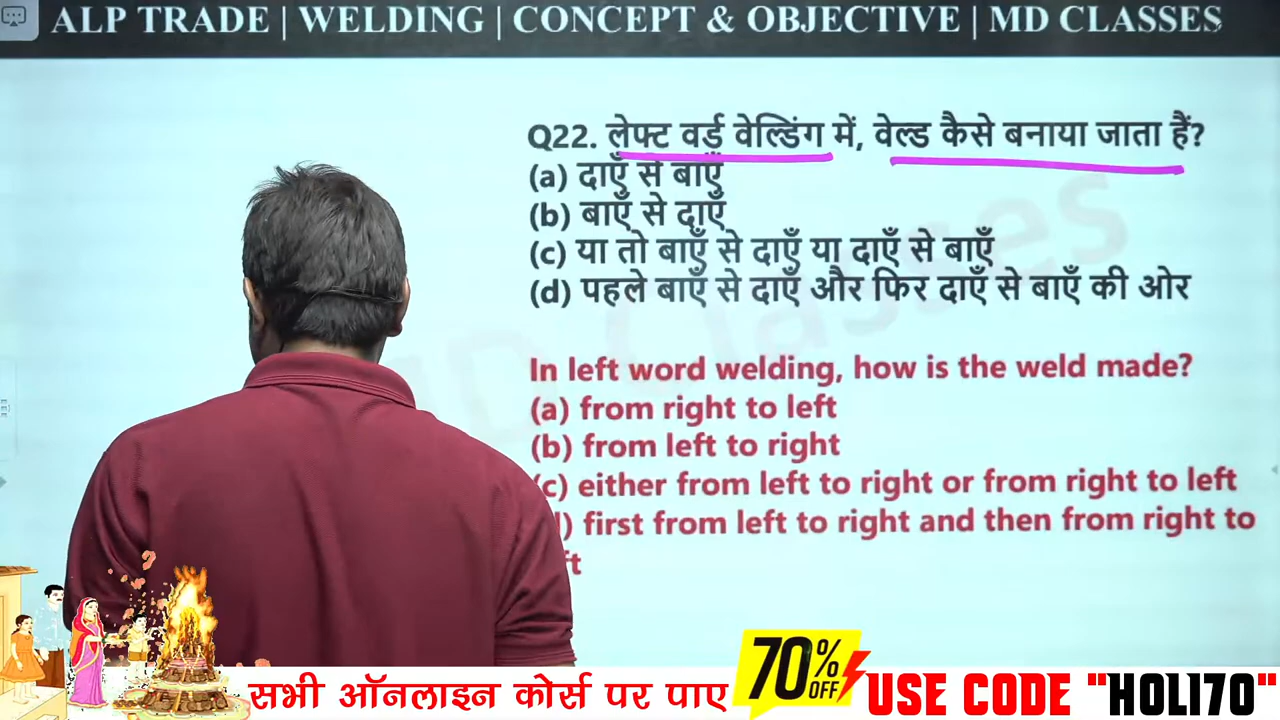 ALP TRADE | WELDING | CONCEPT & OBJECTIVE | MD CLASSES
Q22. लेफ्ट वर्ड वेल्डिंग में, वेल्ड कैसे बनाया जाता हैं?
(a) दाएँ से बाएँ
(b) बाएँ से दाएँ
(c) या तो बाएँ से दाएँ या दाएँ से बाएँ
(d) पहले बाएँ से दाएँ और फिर दाएँ से बाएँ की ओर
MD Classes
In left word welding, how is the weld made?
(a) from right to left
(b) from left to right
(c) either from left to right or from right to left
) first from left to right and then from right to
ft
सभी ऑनलाइन कोर्स पर पाए 70% OFF USE CODE "HOLI70"